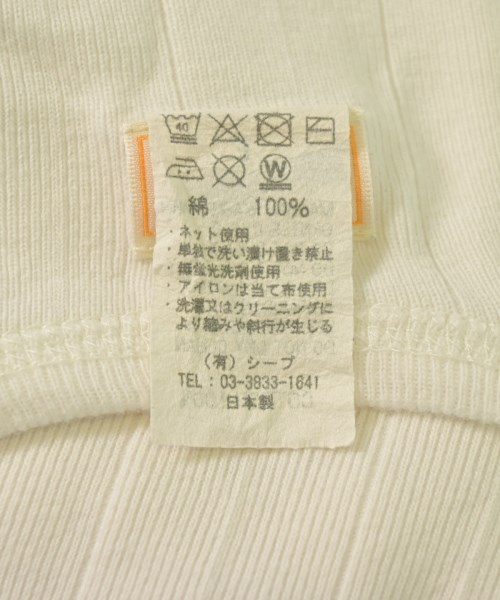 40
W
綿 100%
・ネット使用
・単独で洗い漬け置き禁止
・無蛍光洗剤使用
・アイロンは当て布使用
・洗濯又はクリーニングに
より縮みや斜行が生じる
(有)シープ
TEL:03-3833-1841
日本製